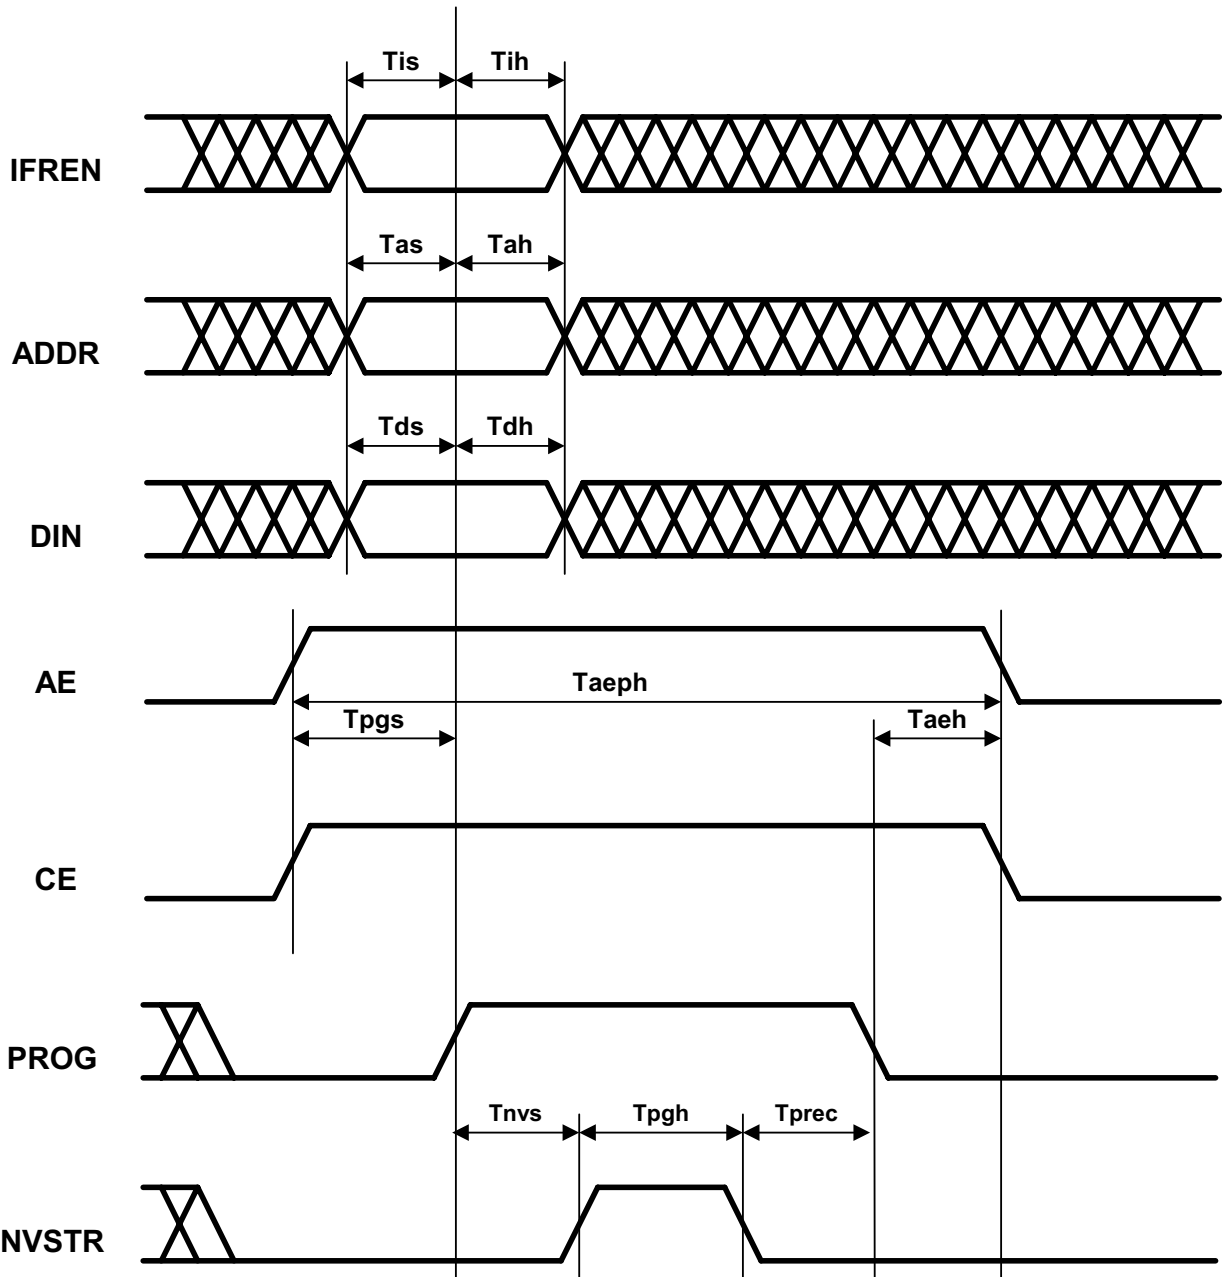 Tis Tih
IFREN
Tas Tah
ADDR
Tds Tdh
DIN
AE
Taeph
Tpgs Taeh
CE
PROG
Tnvs Tpgh Tprec
NVSTR